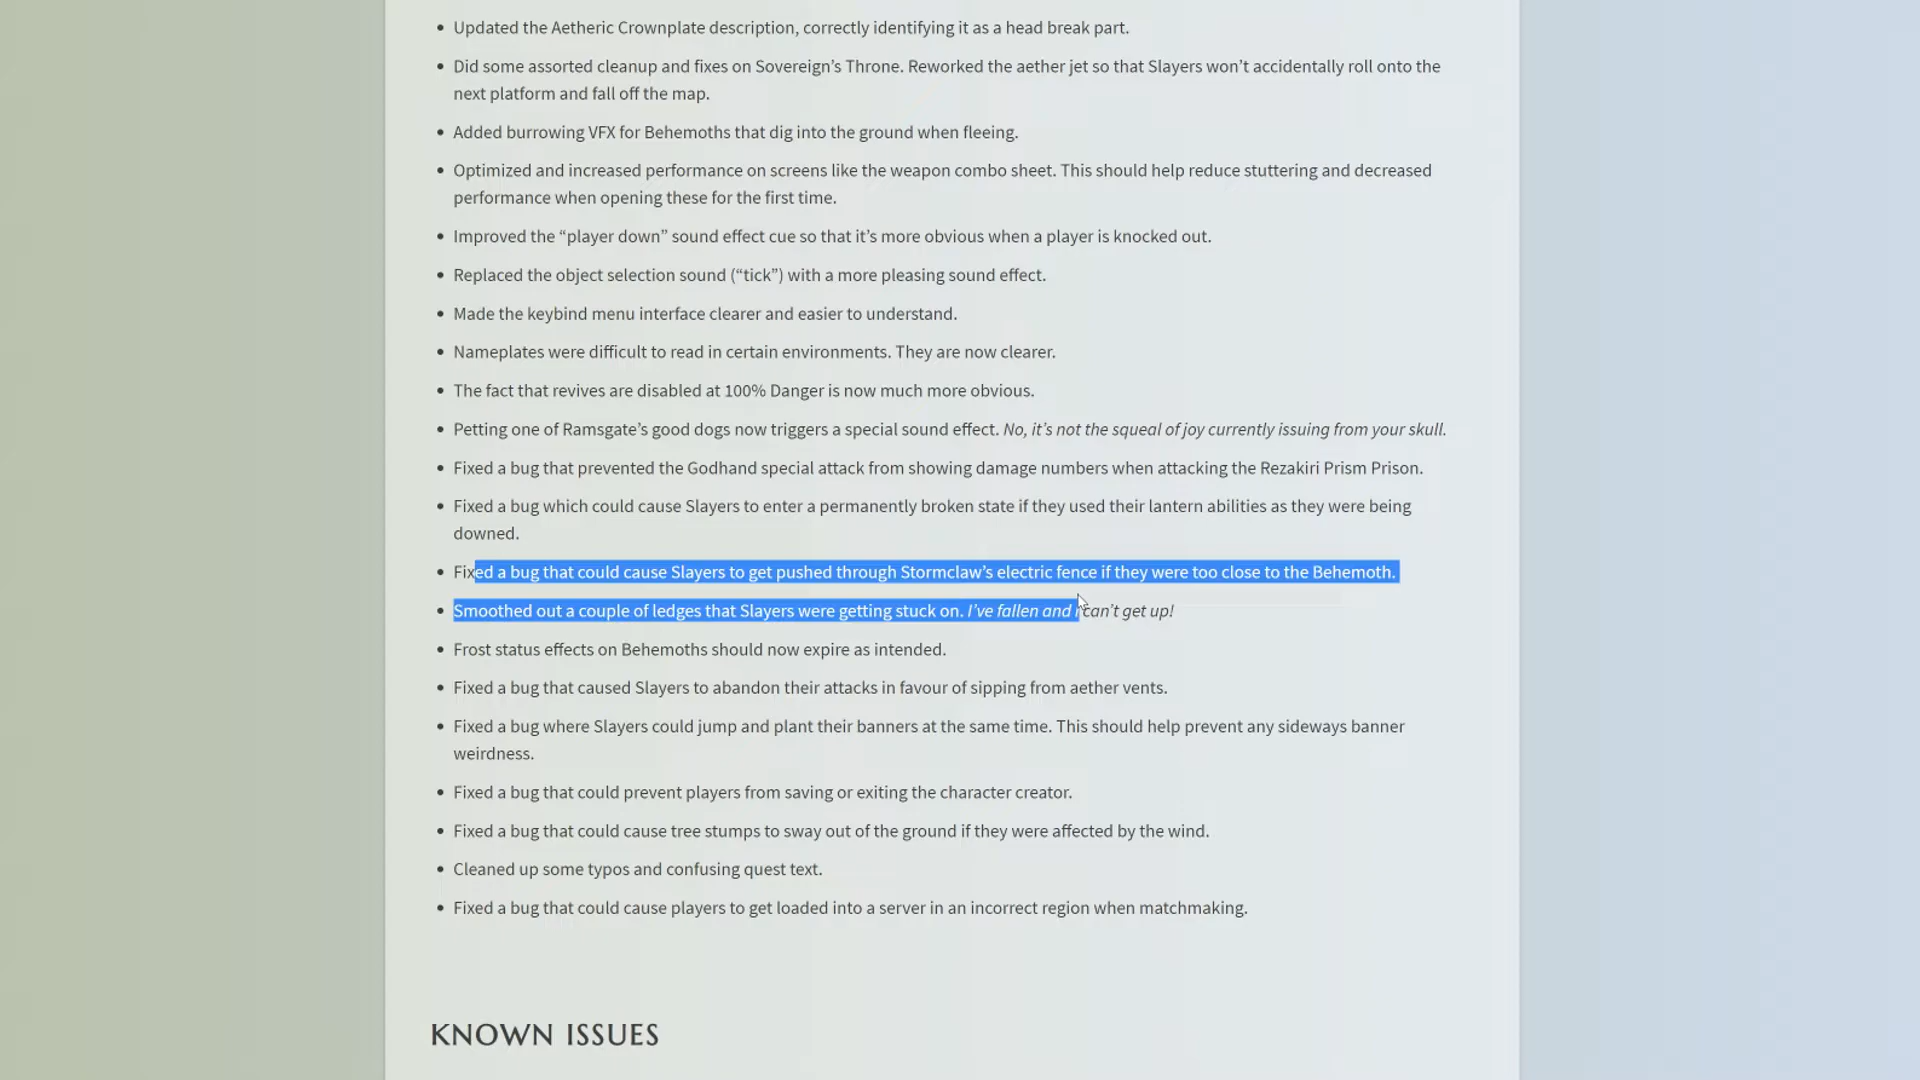 • Updated the Aetheric Crownplate description, correctly identifying it as a head break part.
• Did some assorted cleanup and fixes on Sovereign’s Throne. Reworked the aether jet so that Slayers won’t accidentally roll onto the
next platform and fall off the map.
• Added burrowing VFX for Behemoths that dig into the ground when fleeing.
• Optimized and increased performance on screens like the weapon combo sheet. This should help reduce stuttering and decreased
performance when opening these for the first time.
• Improved the “player down” sound effect cue so that it’s more obvious when a player is knocked out.
• Replaced the object selection sound (“tick”) with a more pleasing sound effect.
• Made the keybind menu interface clearer and easier to understand.
• Nameplates were difficult to read in certain environments. They are now clearer.
• The fact that revives are disabled at 100% Danger is now much more obvious.
• Petting one of Ramsgate’s good dogs now triggers a special sound effect. No, it’s not the squeal of joy currently issuing from your skull.
• Fixed a bug that prevented the Godhand special attack from showing damage numbers when attacking the Rezakiri Prism Prison.
• Fixed a bug which could cause Slayers to enter a permanently broken state if they used their lantern abilities as they were being
downed.
• Fixed a bug that could cause Slayers to get pushed through Stormclaw’s electric fence if they were too close to the Behemoth.
• Smoothed out a couple of ledges that Slayers were getting stuck on. I’ve fallen and I can’t get up!
• Frost status effects on Behemoths should now expire as intended.
• Fixed a bug that caused Slayers to abandon their attacks in favour of sipping from aether vents.
• Fixed a bug where Slayers could jump and plant their banners at the same time. This should help prevent any sideways banner
weirdness.
• Fixed a bug that could prevent players from saving or exiting the character creator.
• Fixed a bug that could cause tree stumps to sway out of the ground if they were affected by the wind.
• Cleaned up some typos and confusing quest text.
• Fixed a bug that could cause players to get loaded into a server in an incorrect region when matchmaking.
KNOWN ISSUES